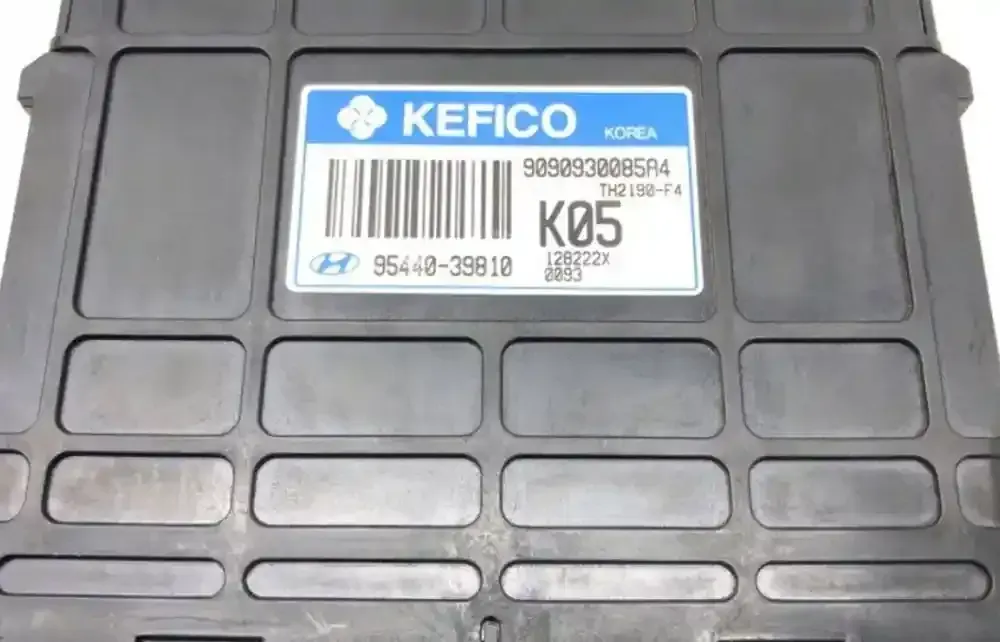 KEFICO KOREA
9090930085A4
TH2190-F4
K05
95440-39810
128222X
0093